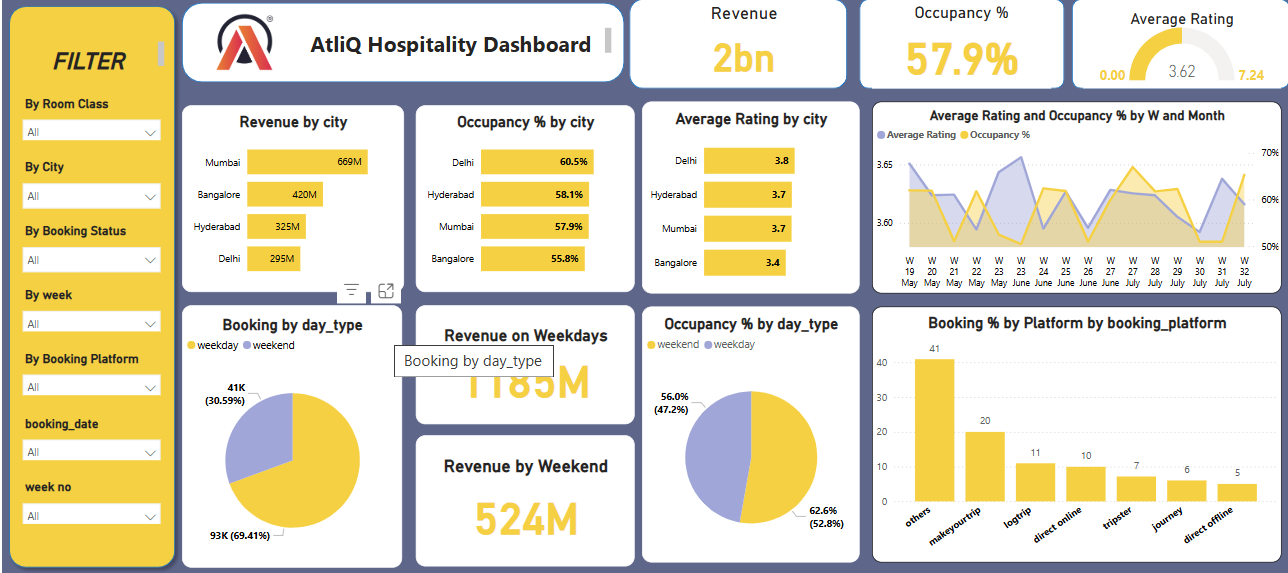 FILTER
By Room Class
All
By City
All
By Booking Status
All
By week
All
By Booking Platform
All
booking_date
All
week no
All
®
AtliQ Hospitality Dashboard
Revenue
2bn
Occupancy %
57.9%
Average Rating
3.62
0.00
7.24
Revenue by city
Mumbai 669M
Bangalore 420M
Hyderabad 325M
Delhi 295M
Occupancy % by city
Delhi 60.5%
Hyderabad 58.1%
Mumbai 57.9%
Bangalore 55.8%
Average Rating by city
Delhi 3.8
Hyderabad 3.7
Mumbai 3.7
Bangalore 3.4
Average Rating and Occupancy % by W and Month
Average Rating Occupancy %
3.65
3.60
70%
60%
50%
W W W W W W W W W W W W W W W W
19 20 21 22 23 23 24 25 26 26 27 27 28 29 30 31 32
May May May May June June June June June June July July July July July July
Booking by day_type
weekday weekend
41K
(30.59%)
93K (69.41%)
Revenue on Weekdays
1185M
Booking by day_type
Revenue by Weekend
524M
Occupancy % by day_type
weekend weekday
56.0%
(47.2%)
62.6%
(52.8%)
Booking % by Platform by booking_platform
40
30
20
10
0
41
20
11
10
7
6
5
others
makeyourtrip
logtrip
direct online
tripster
journey
direct offline